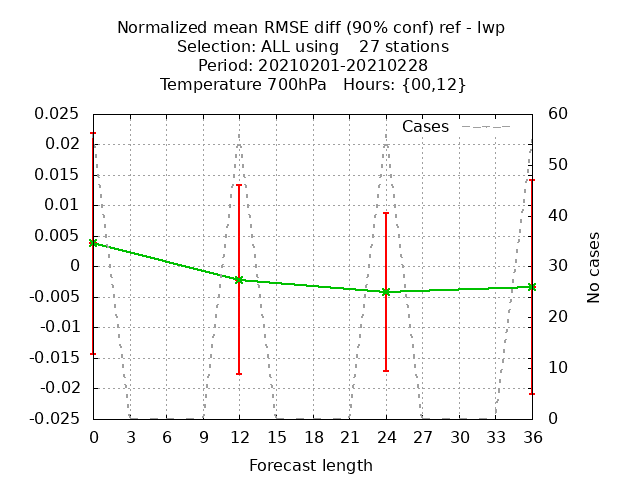 Normalized mean RMSE diff (90% conf) ref - lwp
Selection: ALL using 27 stations
Period: 20210201-20210228
Temperature 700hPa Hours: {00,12}
Cases
0.025
0.02
0.015
0.01
0.005
0
-0.005
-0.01
-0.015
-0.02
-0.025
60
50
40
30
20
10
0
No cases
0 3 6 9 12 15 18 21 24 27 30 33 36
Forecast length